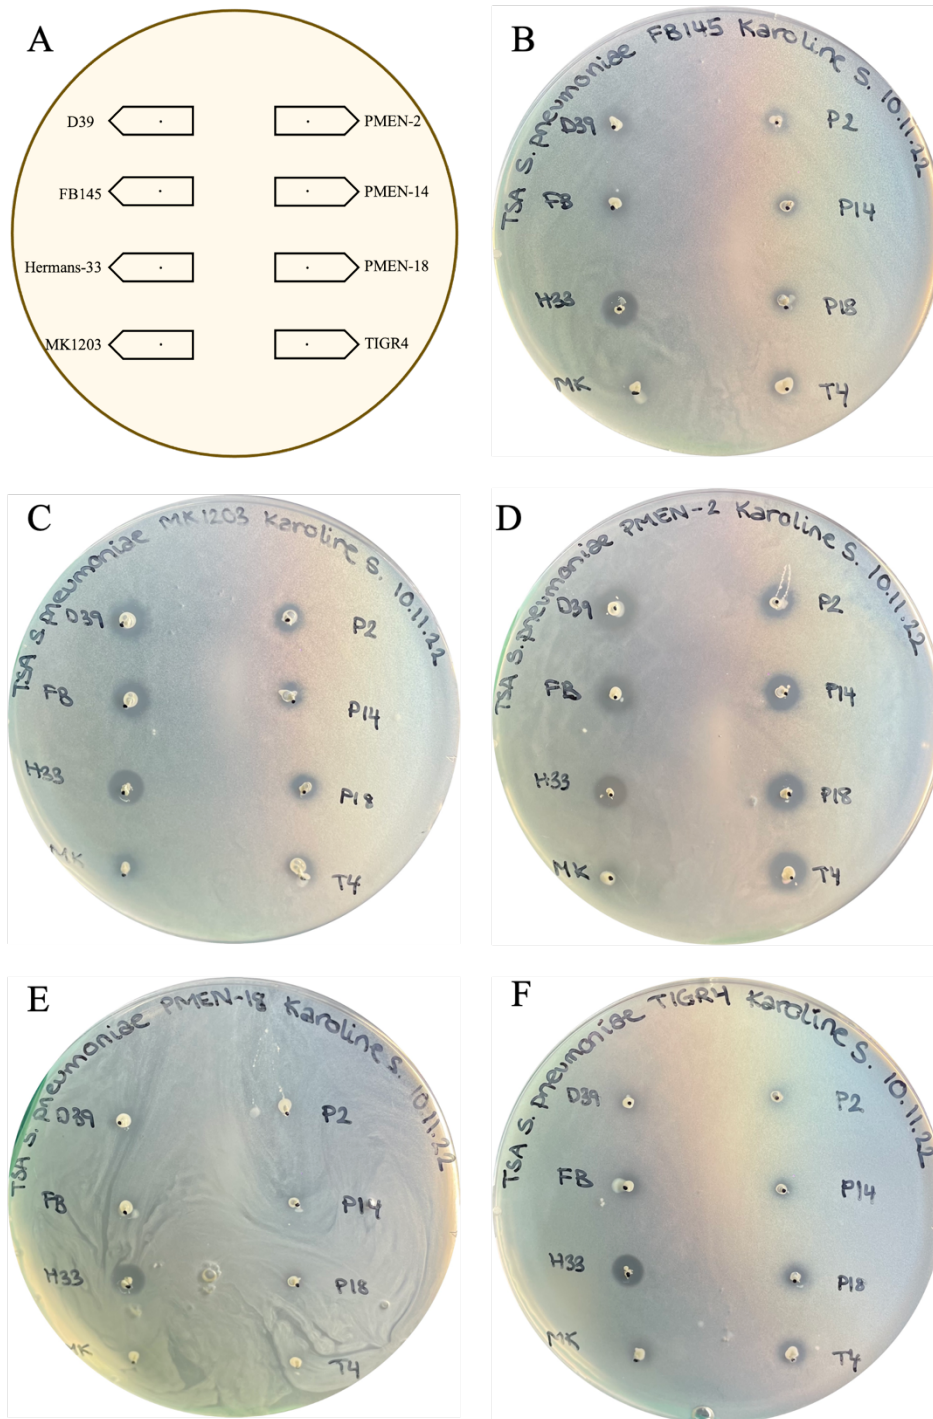 A
D39
PMEN-2
FB145
PMEN-14
Hermans-33
PMEN-18
MK1203
TIGR4
B
TSA S. pneumoniae FB145 Karoline S. 10.11.22
D39
P2
FB
P14
H33
P18
MK
T4
C
TSA S. pneumoniae MK1203 Karoline S. 10.11.22
D39
P2
FB
P14
H33
P18
MK
T4
D
TSA S. pneumoniae PMEN-2 Karoline S. 10.11.22
D39
P2
FB
P14
H33
P18
MK
T4
E
TSA S. pneumoniae PMEN-18 Karoline S. 10.11.22
D39
P2
FB
P14
H33
P18
MK
T4
F
TSA S. pneumoniae TIGR4 Karoline S. 10.11.22
D39
P2
FB
P14
H33
P18
MK
T4